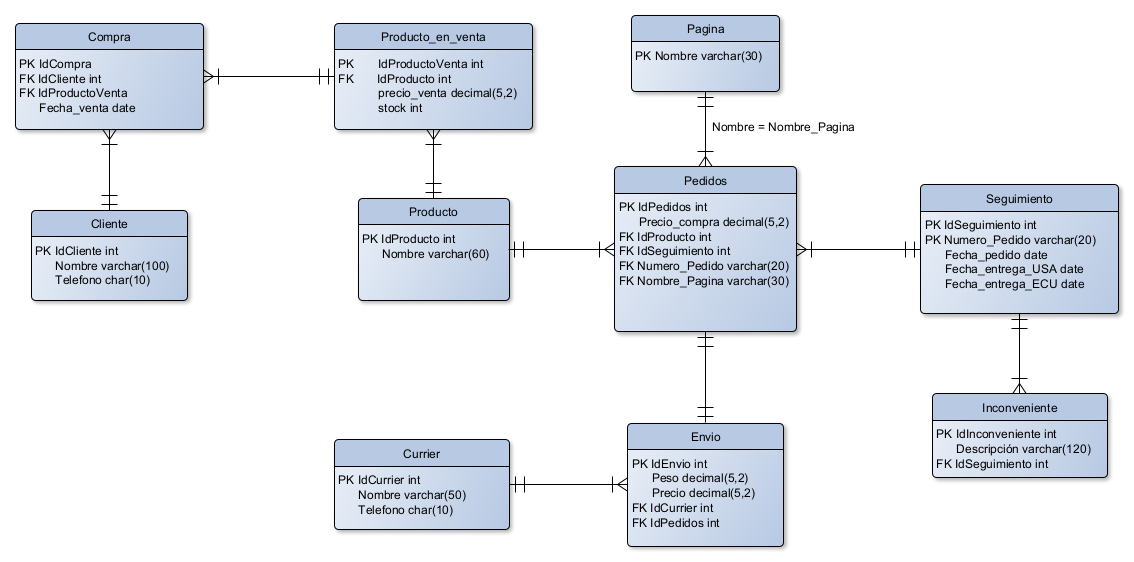 Compra
PK IdCompra
FK IdCliente int
FK IdProductoVenta
Fecha_venta date
Producto_en_venta
PK IdProductoVenta int
FK IdProducto int
precio_venta decimal(5,2)
stock int
Pagina
PK Nombre varchar(30)
Nombre = Nombre_Pagina
Cliente
PK IdCliente int
Nombre varchar(100)
Telefono char(10)
Producto
PK IdProducto int
Nombre varchar(60)
Pedidos
PK IdPedidos int
Precio_compra decimal(5,2)
FK IdProducto int
FK IdSeguimiento int
FK Numero_Pedido varchar(20)
FK Nombre_Pagina varchar(30)
Seguimiento
PK IdSeguimiento int
PK Numero_Pedido varchar(20)
Fecha_pedido date
Fecha_entrega_USA date
Fecha_entrega_ECU date
Currier
PK IdCurrier int
Nombre varchar(50)
Telefono char(10)
Envio
PK IdEnvio int
Peso decimal(5,2)
Precio decimal(5,2)
FK IdCurrier int
FK IdPedidos int
Inconveniente
PK IdInconveniente int
Descripción varchar(120)
FK IdSeguimiento int